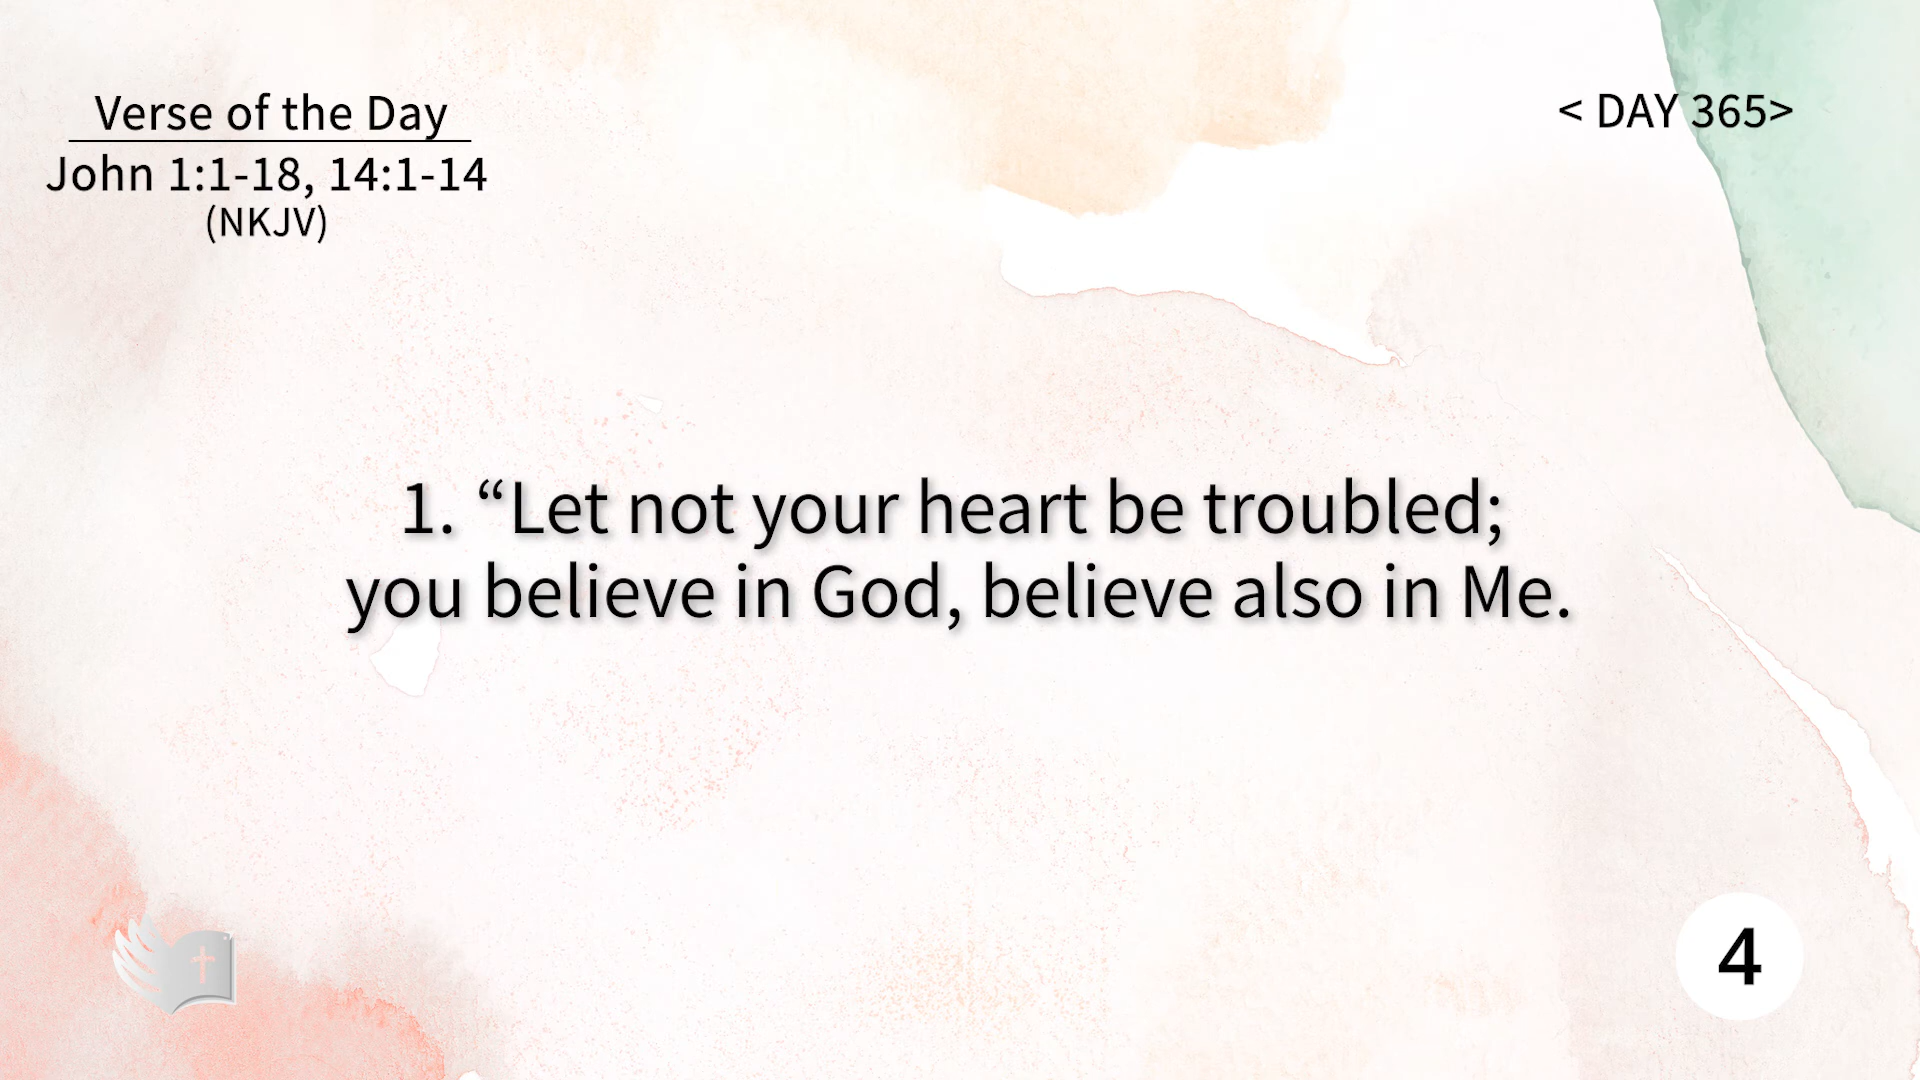 Verse of the Day
John 1:1-18, 14:1-14
(NKJV)
< DAY 365>
1. “Let not your heart be troubled;
you believe in God, believe also in Me.
4